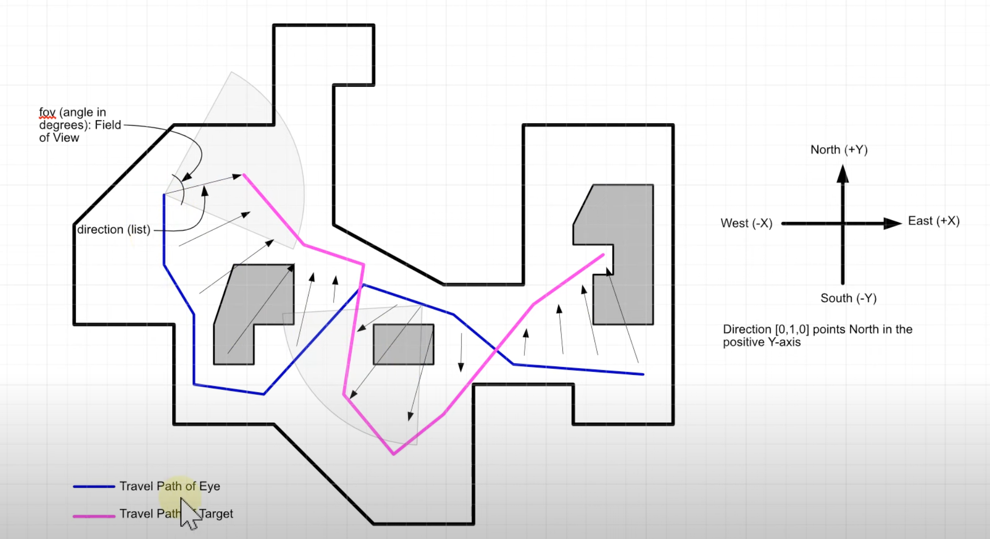 fov (angle in
degrees): Field
of View
direction (list)
North (+Y)
West (-X)
East (+X)
South (-Y)
Direction [0,1,0] points North in the
positive Y-axis
Travel Path of Eye
Travel Path Target